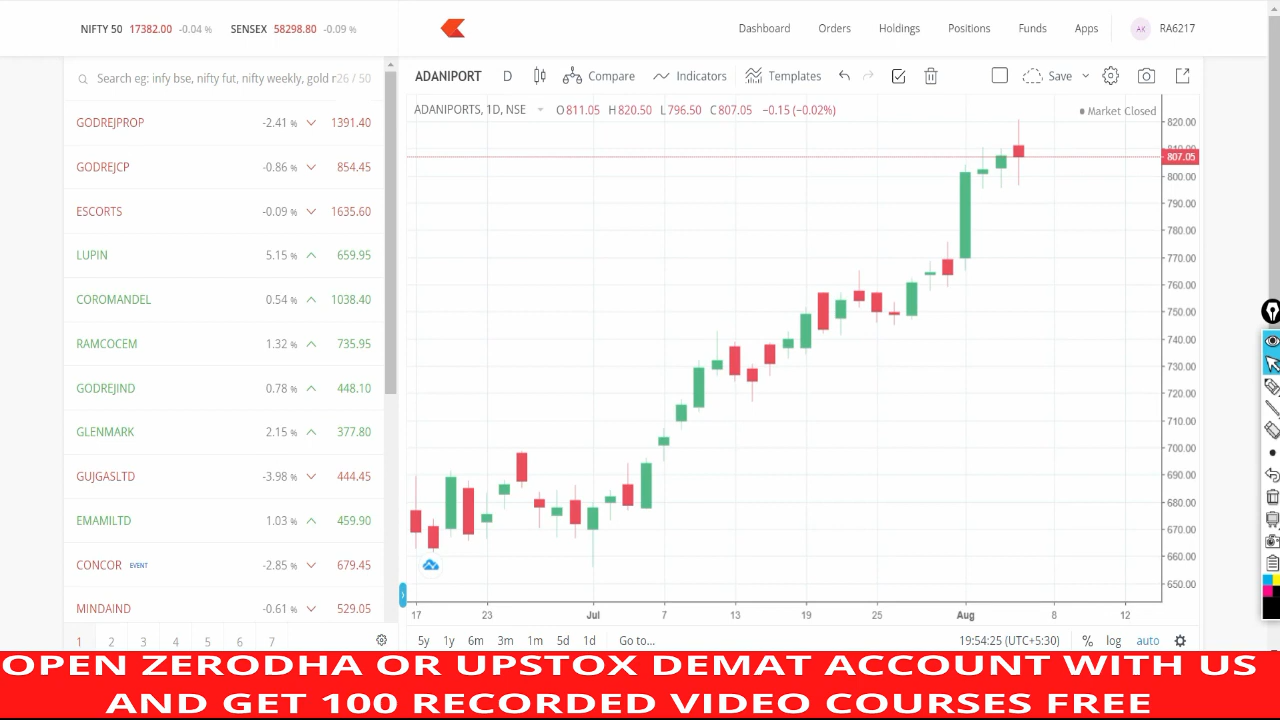 NIFTY 50 17382.00 -0.04 % SENSEX 58298.80 -0.09 %
Dashboard Orders Holdings Positions Funds Apps AK RA6217
Search eg: infy bse, nifty fut, nifty weekly, gold r 26 / 50
GODREJPROP -2.41 % 1391.40
GODREJCP -0.86 % 854.45
ESCORTS -0.09 % 1635.60
LUPIN 5.15 % 659.95
COROMANDEL 0.54 % 1038.40
RAMCOCEM 1.32 % 735.95
GODREJIND 0.78 % 448.10
GLENMARK 2.15 % 377.80
GUJGASLTD -3.98 % 444.45
EMAMILTD 1.03 % 459.90
CONCOR EVENT -2.85 % 679.45
MINDAIND -0.61 % 529.05
1 2 3 4 5 6 7
ADANIPORT D Compare Indicators Templates Save
ADANIPORTS, 1D, NSE O811.05 H820.50 L796.50 C807.05 −0.15 (−0.02%)
Market Closed
820.00
810.00
807.05
800.00
790.00
780.00
770.00
760.00
750.00
740.00
730.00
720.00
710.00
700.00
690.00
680.00
670.00
660.00
650.00
17 23 Jul 7 13 19 25 Aug 8 12
5y 1y 6m 3m 1m 5d 1d Go to... 19:54:25 (UTC+5:30) % log auto
OPEN ZERODHA OR UPSTOX DEMAT ACCOUNT WITH US
AND GET 100 RECORDED VIDEO COURSES FREE